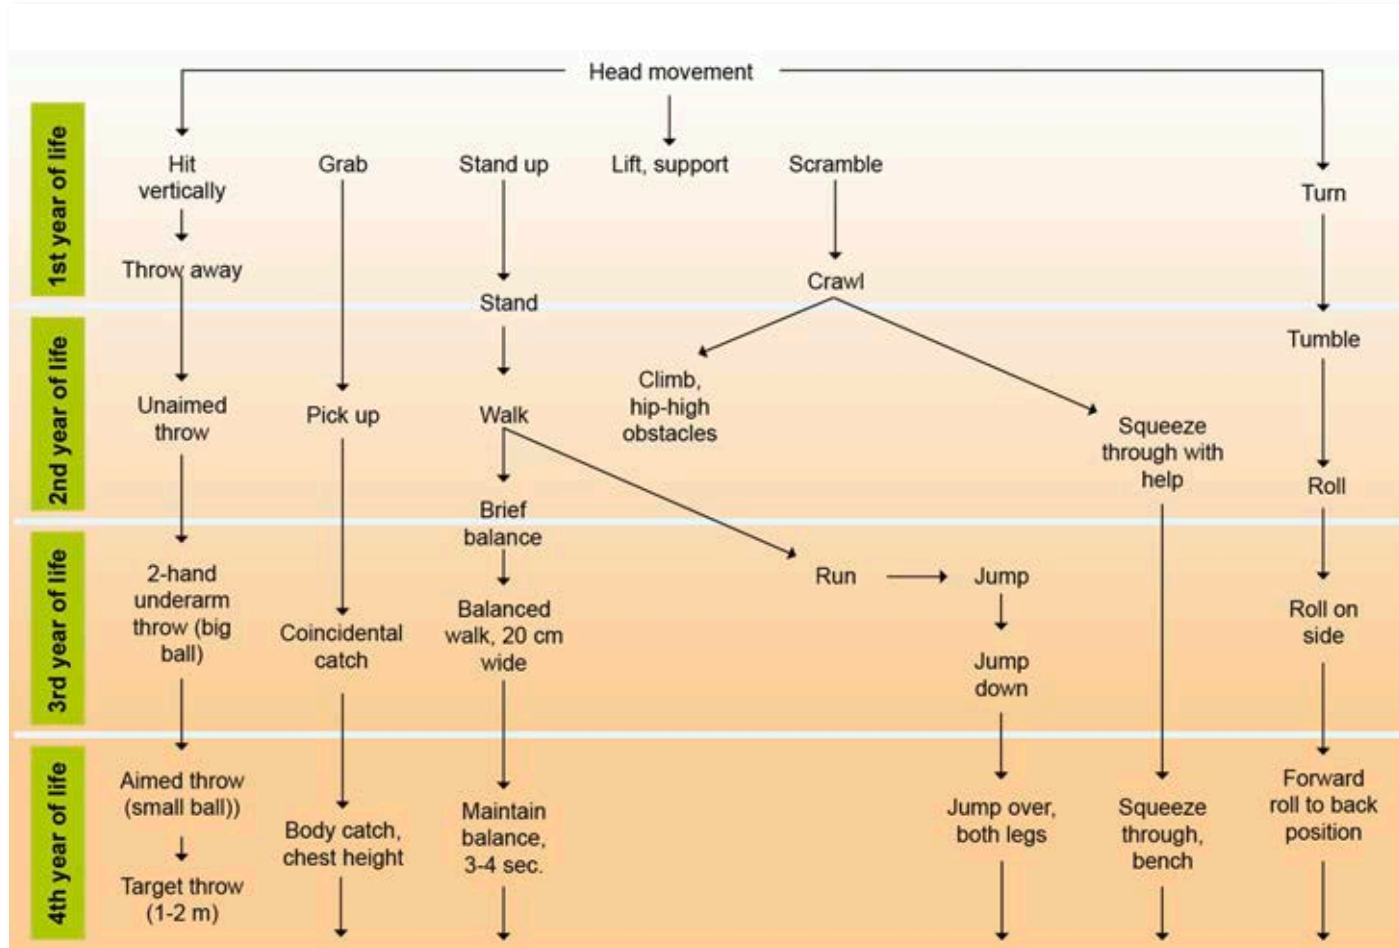 Head movement
1st year of life
Hit
vertically
Grab
Stand up
Lift, support
Scramble
Turn
Throw away
Crawl
Stand
2nd year of life
Tumble
Climb,
hip-high
obstacles
Unaimed
throw
Pick up
Walk
Squeeze
through with
help
Roll
Brief
balance
3rd year of life
2-hand
underarm
throw (big
ball)
Coincidental
catch
Balanced
walk, 20 cm
wide
Run
Jump
Jump
down
Roll on
side
4th year of life
Aimed throw
(small ball))
Target throw
(1-2 m)
Body catch,
chest height
Maintain
balance,
3-4 sec.
Jump over,
both legs
Squeeze
through,
bench
Forward
roll to back
position